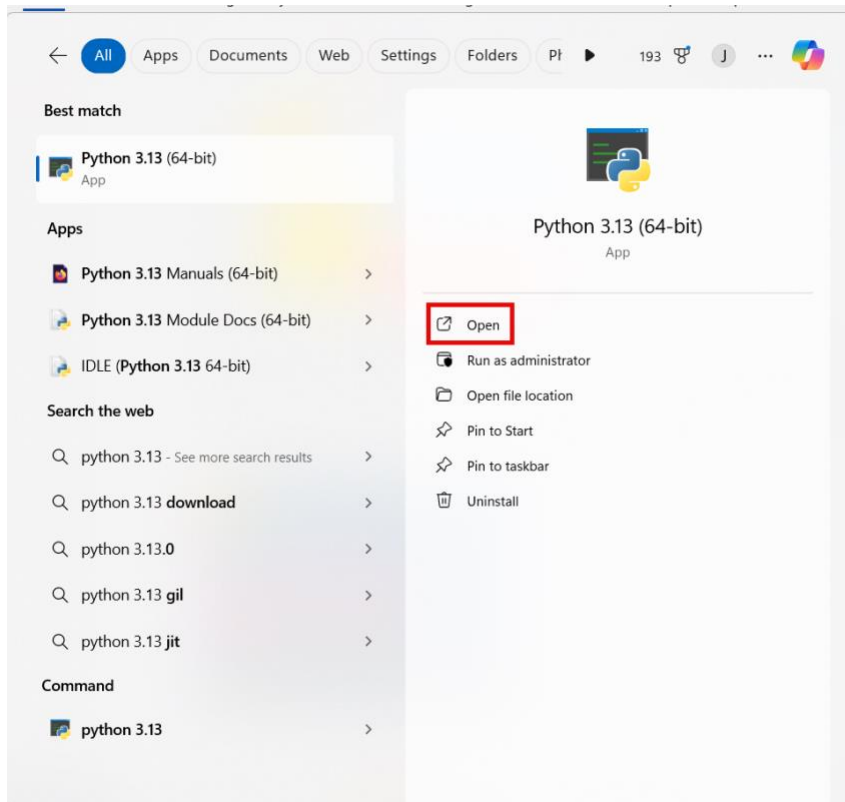 All Apps Documents Web Settings Folders 193 J ...
Best match
Python 3.13 (64-bit)
App
Apps
Python 3.13 Manuals (64-bit)
Python 3.13 Module Docs (64-bit)
IDLE (Python 3.13 64-bit)
Search the web
python 3.13 - See more search results
python 3.13 download
python 3.13.0
python 3.13 gil
python 3.13 jit
Command
python 3.13
Python 3.13 (64-bit)
App
Open
Run as administrator
Open file location
Pin to Start
Pin to taskbar
Uninstall